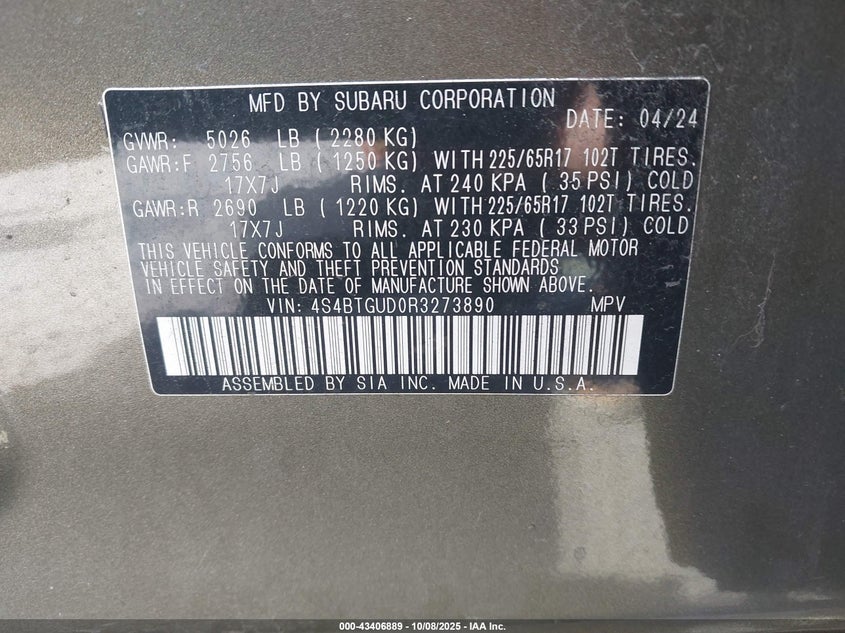 MFD BY SUBARU CORPORATION
DATE: 04/24
GVWR: 5026 LB ( 2280 KG)
GAWR:F 2756 LB ( 1250 KG) WITH 225/65R17 102T TIRES.
17X7J RIMS. AT 240 KPA ( 35 PSI) COLD
GAWR:R 2690 LB ( 1220 KG) WITH 225/65R17 102T TIRES.
17X7J RIMS. AT 230 KPA ( 33 PSI) COLD
THIS VEHICLE CONFORMS TO ALL APPLICABLE FEDERAL MOTOR
VEHICLE SAFETY AND THEFT PREVENTION STANDARDS
IN EFFECT ON THE DATE OF MANUFACTURE SHOWN ABOVE.
VIN: 4S4BTGUD0R3273890 MPV
ASSEMBLED BY SIA INC. MADE IN U.S.A.
000-43406889 - 10/08/2025 - IAA Inc.